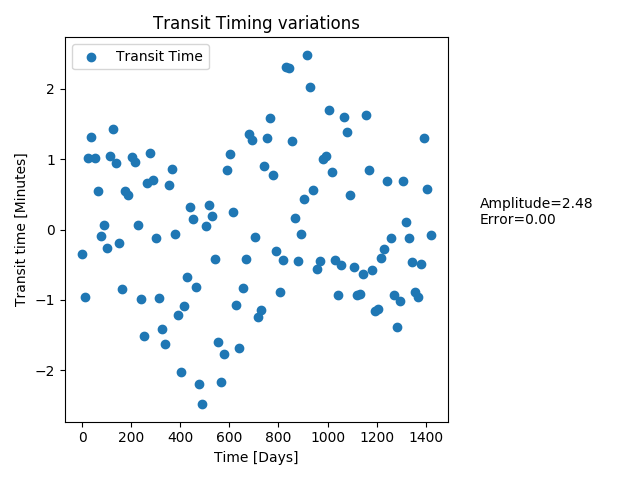 Transit Timing variations
Transit Time
Transit time [Minutes]
2
1
0
−1
−2
0 200 400 600 800 1000 1200 1400
Time [Days]
Amplitude=2.48
Error=0.00